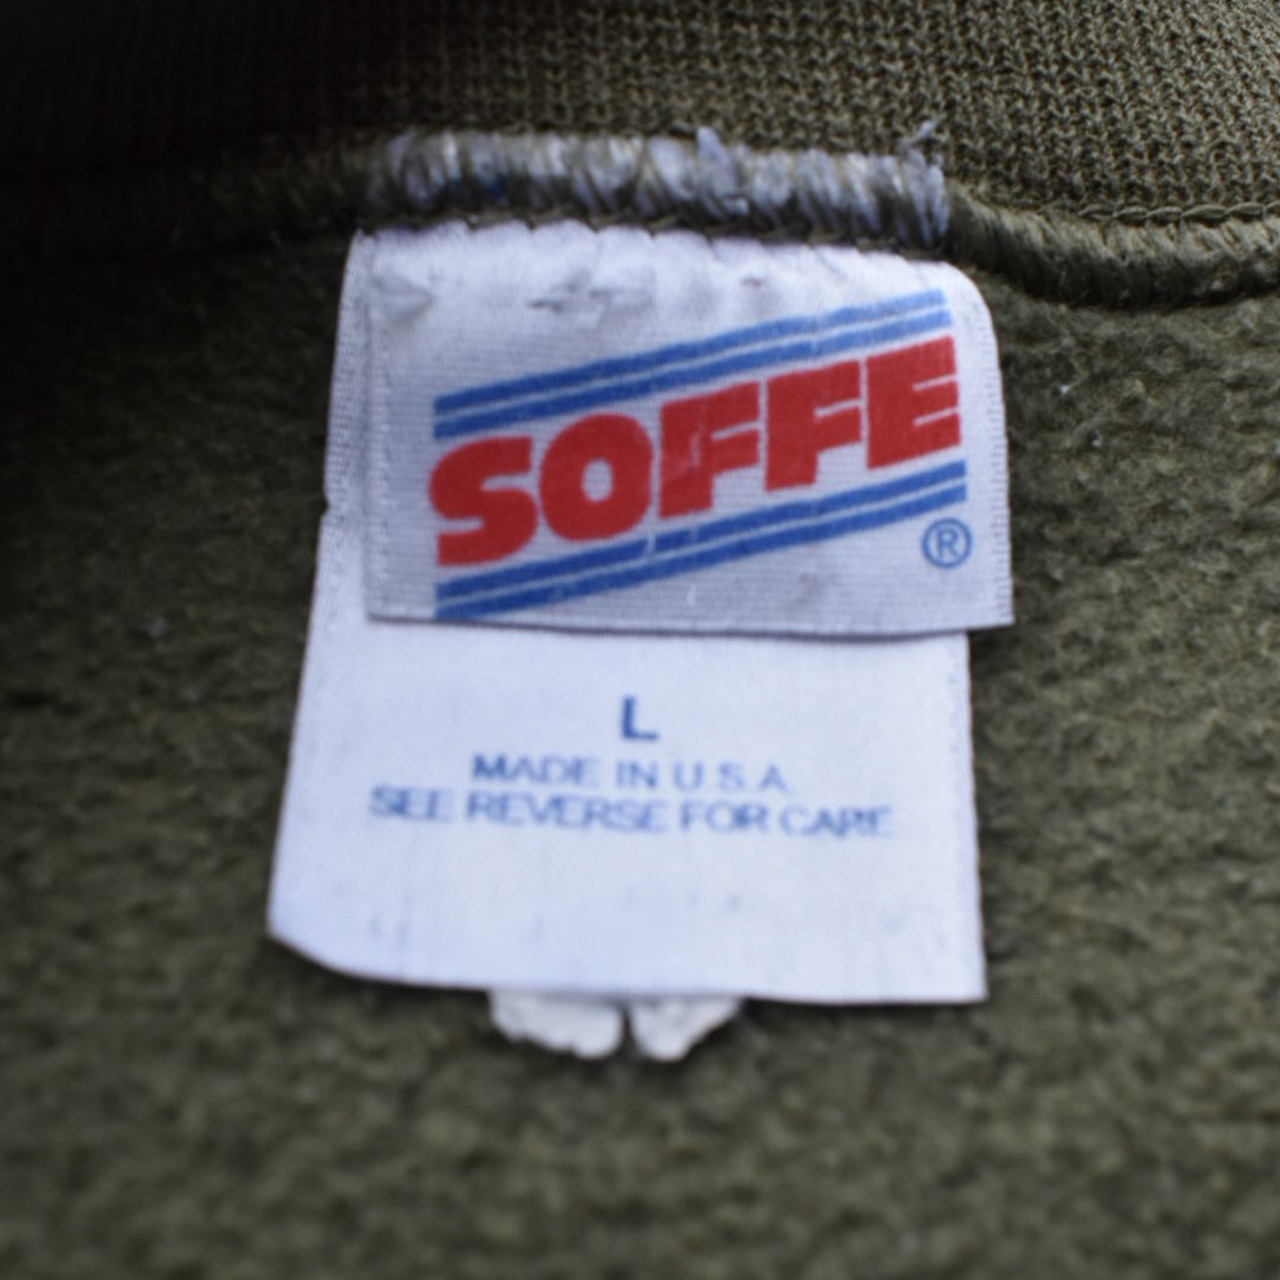 SOFFE
®
L
MADE IN U.S.A.
SEE REVERSE FOR CARE